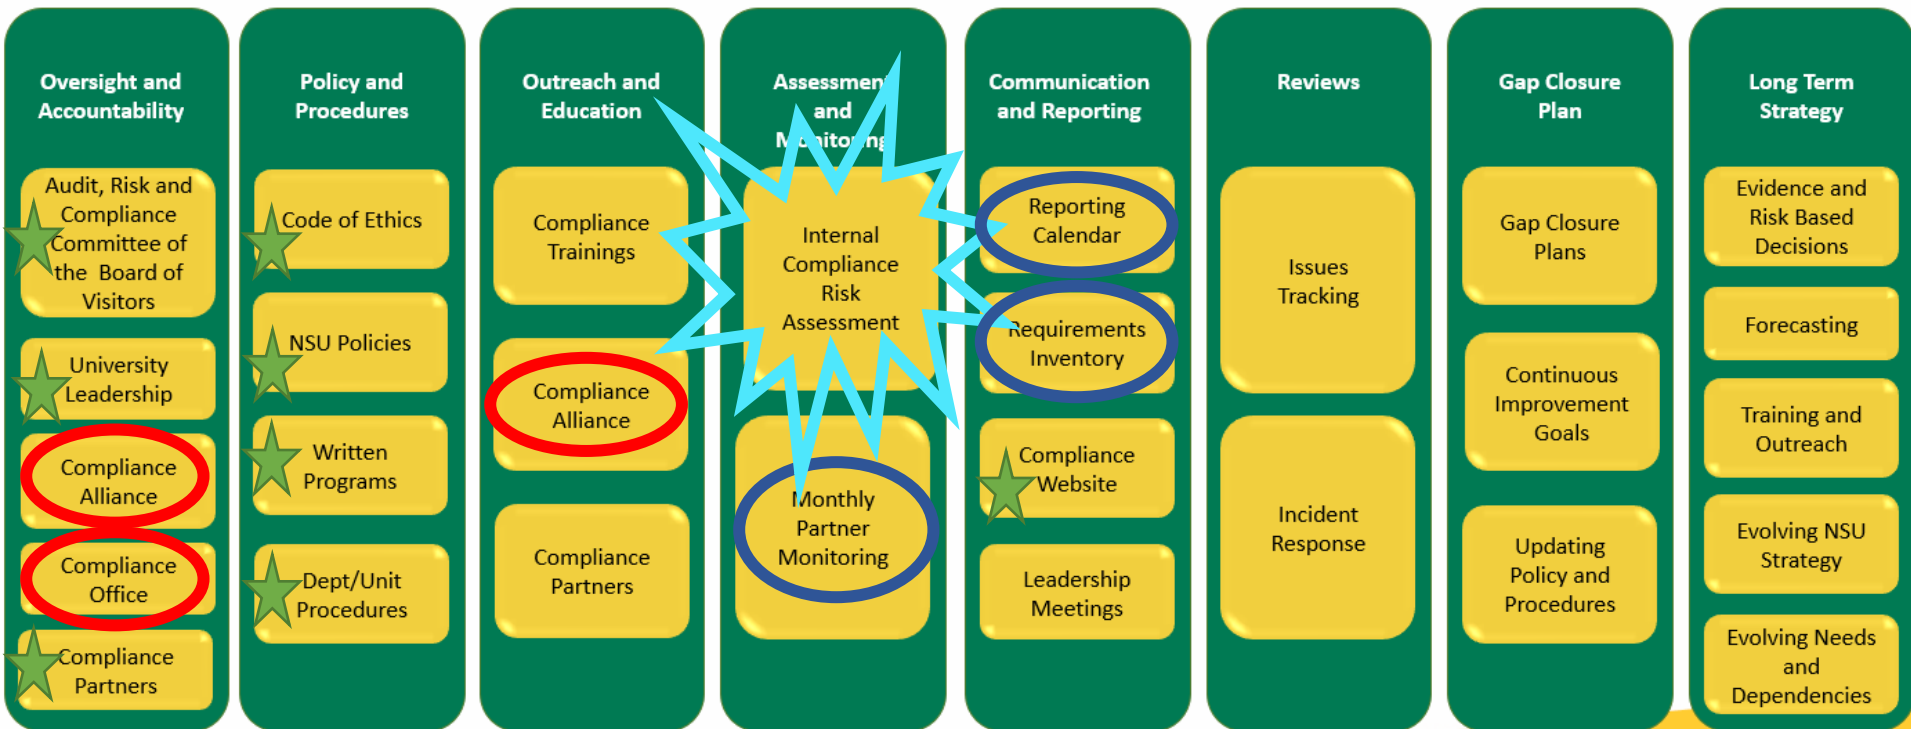 Oversight and
Accountability
Audit, Risk and
Compliance
Committee of
the Board of
Visitors
University
Leadership
Compliance
Alliance
Compliance
Office
Compliance
Partners
Policy and
Procedures
Code of Ethics
NSU Policies
Written
Programs
Dept/Unit
Procedures
Outreach and
Education
Compliance
Trainings
Compliance
Alliance
Compliance
Partners
Assessment
and
Monitoring
Internal
Compliance
Risk
Assessment
Monthly
Partner
Monitoring
Communication
and Reporting
Reporting
Calendar
Requirements
Inventory
Compliance
Website
Leadership
Meetings
Reviews
Issues
Tracking
Incident
Response
Gap Closure
Plan
Gap Closure
Plans
Continuous
Improvement
Goals
Updating
Policy and
Procedures
Long Term
Strategy
Evidence and
Risk Based
Decisions
Forecasting
Training and
Outreach
Evolving NSU
Strategy
Evolving Needs
and
Dependencies